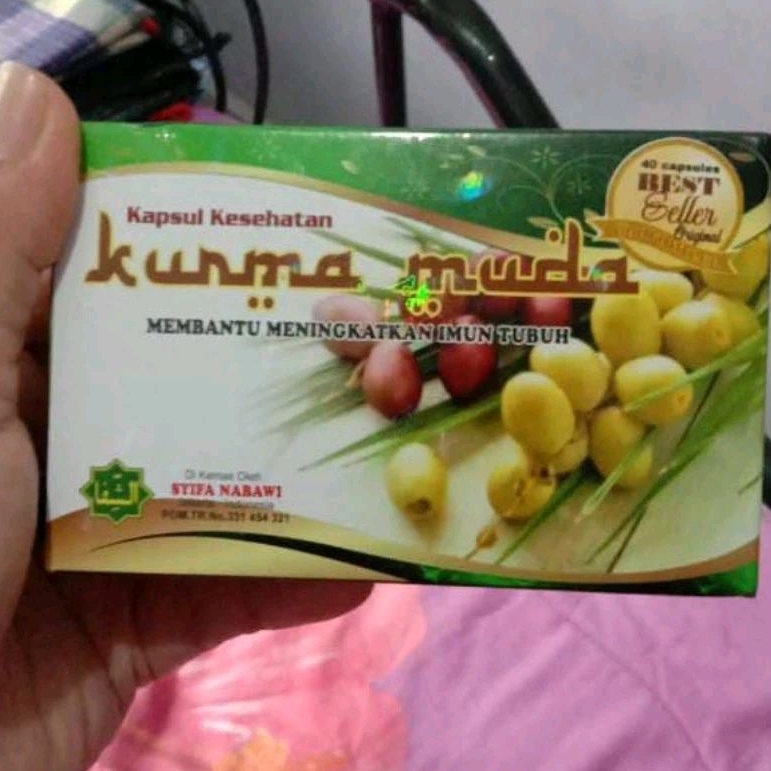 40 capsules
BEST
Seller
Original
Kapsul Kesehatan
kurma muda
MEMBANTU MENINGKATKAN IMUN TUBUH
Di Kemas Oleh
SYIFA NABAWI
POM.TR.No.331 454 321